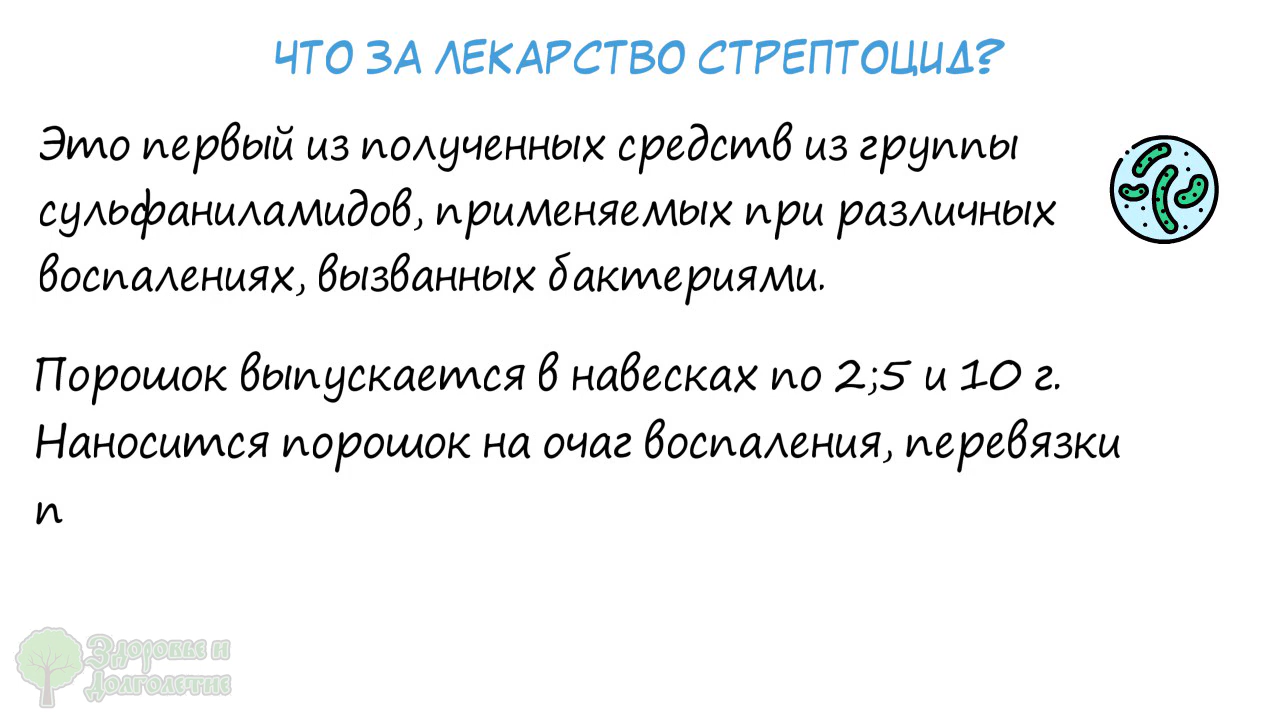 ЧТО ЗА ЛЕКАРСТВО СТРЕПТОЦИД?
Это первый из полученных средств из группы
сульфаниламидов, применяемых при различных
воспалениях, вызванных бактериями.
Порошок выпускается в навесках по 2;5 и 10 г.
Наносится порошок на очаг воспаления, перевязки
п
Здоровье и
Долголетие